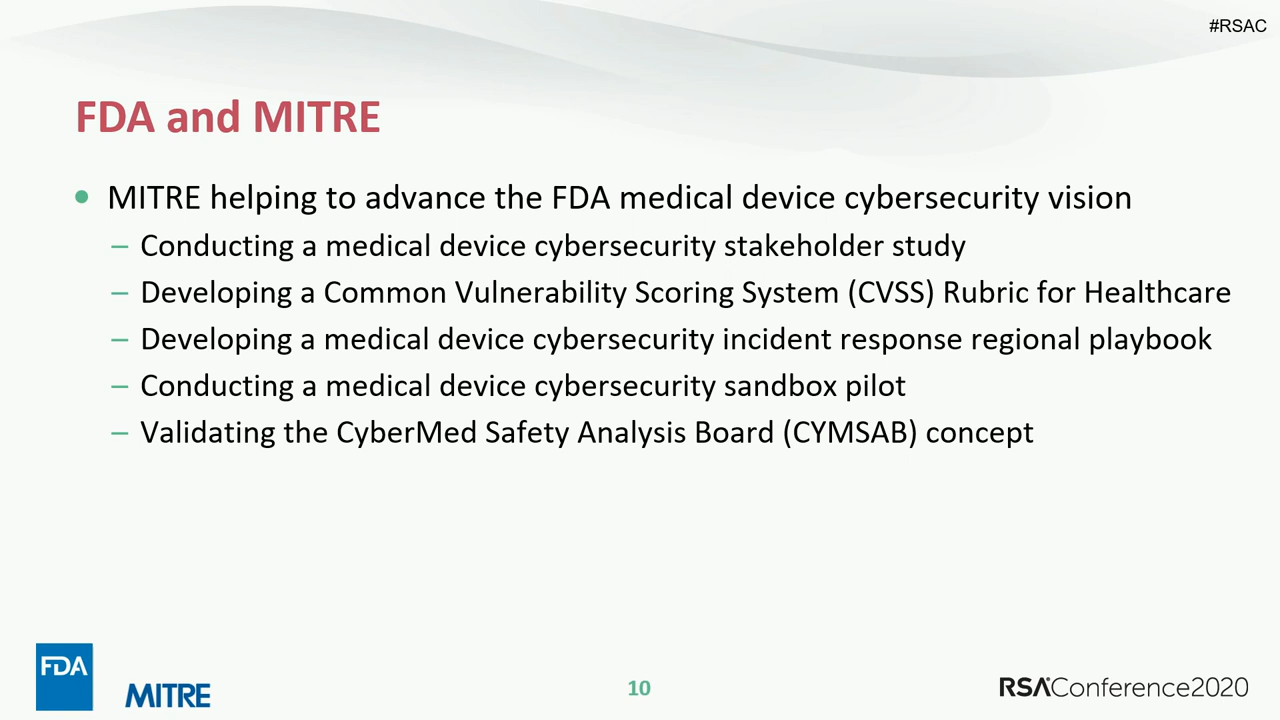 #RSAC
FDA and MITRE
• MITRE helping to advance the FDA medical device cybersecurity vision
– Conducting a medical device cybersecurity stakeholder study
– Developing a Common Vulnerability Scoring System (CVSS) Rubric for Healthcare
– Developing a medical device cybersecurity incident response regional playbook
– Conducting a medical device cybersecurity sandbox pilot
– Validating the CyberMed Safety Analysis Board (CYMSAB) concept
FDA
MITRE
10
RSAConference2020